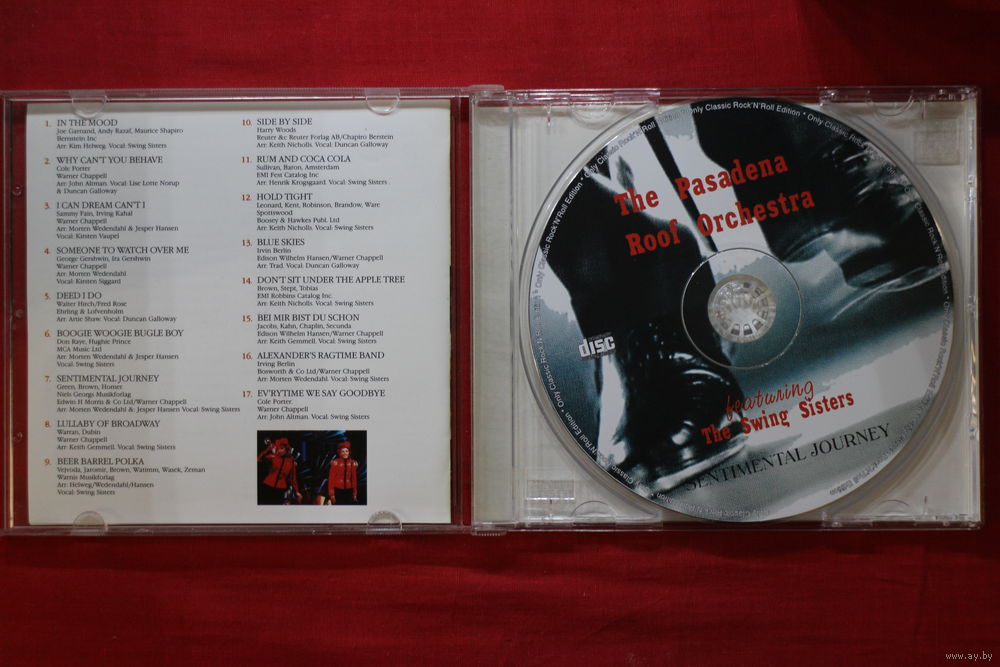 1. IN THE MOOD
Joe Garnand, Andy Razaf, Maurice Shapiro
Bernstein Inc
Arr: Kim Helweg. Vocal: Swing Sisters
2. WHY CAN'T YOU BEHAVE
Cole Porter
Warner Chappell
Arr: John Altman. Vocal: Lise Lotte Norup
& Duncan Galloway
3. I CAN DREAM CAN'T I
Sammy Fain, Irving Kahal
Warner Chappell
Arr: Morten Wedendahl & Jesper Hansen
Vocal: Kirsten Vaupel
4. SOMEONE TO WATCH OVER ME
George Gershwin, Ira Gershwin
Warner Chappell
Arr: Morten Wedendahl
Vocal: Kirsten Siggard
5. DEED I DO
Walter Hirch/Fred Rose
Ehrling & Lofvenholm
Arr: Artie Shaw. Vocal: Duncan Galloway
6. BOOGIE WOOGIE BUGLE BOY
Don Raye, Hughie Prince
MCA Music Ltd
Arr: Morten Wedendahl & Jesper Hansen
Vocal: Swing Sisters
7. SENTIMENTAL JOURNEY
Green, Brown, Homer
Niels Georgs Musikforlag
Edwin H Morris & Co Ltd/Warner Chappell
Arr: Morten Wedendahl & Jesper Hansen Vocal: Swing Sisters
8. LULLABY OF BROADWAY
Warran, Dubin
Warner Chappell
Arr: Keith Gemmell. Vocal: Swing Sisters
9. BEER BARREL POLKA
Vejvoda, Jaromir, Brown, Watimm, Wasek, Zeman
Warnis Musikforlag
Arr: Helweg/Wedendahl/Hansen
Vocal: Swing Sisters
10. SIDE BY SIDE
Harry Woods
Reuter & Reuter Forlag AB/Chapiro Berstein
Arr: Keith Nicholls. Vocal: Duncan Galloway
11. RUM AND COCA COLA
Sullivan, Baron, Amsterdam
EMI Fest Catalog Inc
Arr: Henrik Krogsgaard. Vocal: Swing Sisters
12. HOLD TIGHT
Leonard, Kent, Robinson, Brandow, Ware
Spottswood
Boosey & Hawkes Publ. Ltd
Arr: Keith Nicholls. Vocal: Swing Sisters
13. BLUE SKIES
Irvin Berlin
Edison Wilhelm Hansen/Warner Chappell
Arr: Trad. Vocal: Duncan Galloway
14. DON'T SIT UNDER THE APPLE TREE
Brown, Stept, Tobias
EMI Robbins Catalog Inc.
Arr: Keith Nicholls. Vocal: Swing Sisters
15. BEI MIR BIST DU SCHON
Jacobs, Kahn, Chaplin, Secunda
Edison Wilhelm Hansen/Warner Chappell
Arr: Keith Gemmell. Vocal: Swing Sisters
16. ALEXANDER'S RAGTIME BAND
Irving Berlin
Bosworth & Co Ltd/Warner Chappell
Arr: Morten Wedendahl. Vocal: Swing Sisters
17. EV'RYTIME WE SAY GOODBYE
Cole Porter
Warner Chappell
Arr: John Altman. Vocal: Swing Sisters
Only Classic Rock'N'Roll Edition • Only Classic Rock'N'Roll Edition
The Pasadena
Roof Orchestra
disc
featuring
The Swing Sisters
SENTIMENTAL JOURNEY
www.ay.by